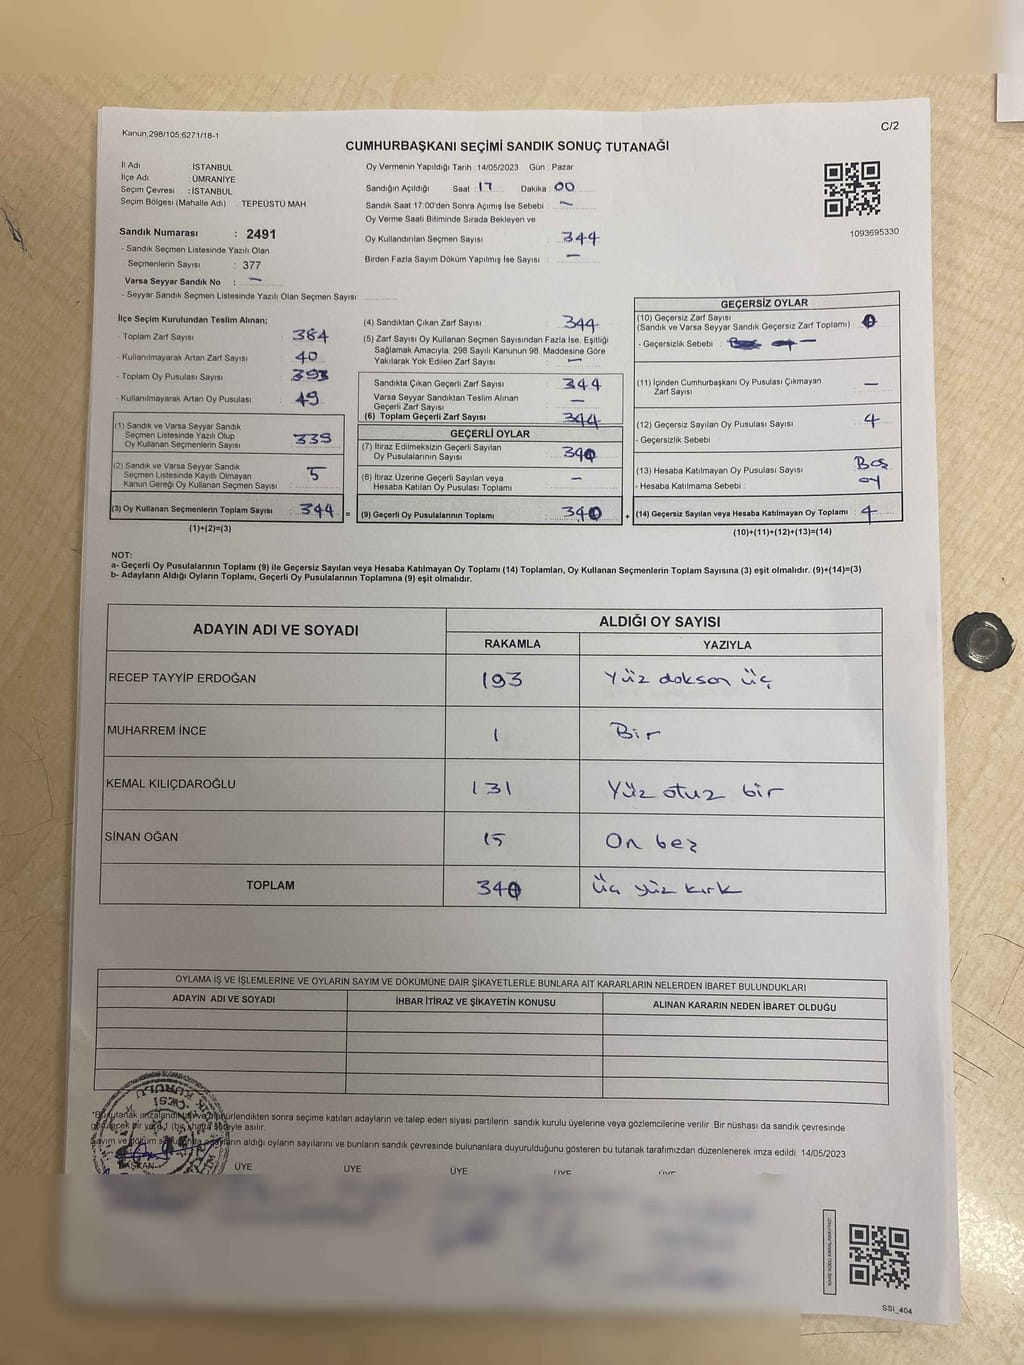 Kanun,298/105,6271/18-1
C/2
CUMHURBAŞKANI SEÇİMİ SANDIK SONUÇ TUTANAĞI
İl Adı : İSTANBUL
İlçe Adı : ÜMRANİYE
Seçim Çevresi : İSTANBUL
Seçim Bölgesi (Mahalle Adı) : TEPEÜSTÜ MAH
Sandık Numarası : 2491
- Sandık Seçmen Listesinde Yazılı Olan
Seçmenlerin Sayısı : 377
Varsa Seyyar Sandık No : —
- Seyyar Sandık Seçmen Listesinde Yazılı Olan Seçmen Sayısı :
Oy Vermenin Yapıldığı Tarih : 14/05/2023 Gün : Pazar
Sandığın Açıldığı Saat : 17 Dakika : 00
Sandık Saat 17:00'den Sonra Açımış İse Sebebi : —
Oy Verme Saati Bitiminde Sırada Bekleyen ve
Oy Kullandırılan Seçmen Sayısı : 344
Birden Fazla Sayım Döküm Yapılmış İse Sayısı : —
1093695330
İlçe Seçim Kurulundan Teslim Alınan;
- Toplam Zarf Sayısı : 384
- Kullanılmayarak Artan Zarf Sayısı : 40
- Toplam Oy Pusulası Sayısı : 393
- Kullanılmayarak Artan Oy Pusulası : 49
(1) Sandık ve Varsa Seyyar Sandık
Seçmen Listesinde Yazılı Olup
Oy Kullanan Seçmenlerin Sayısı : 339
(2) Sandık ve Varsa Seyyar Sandık
Seçmen Listesinde Kayıtlı Olmayan
Kanun Gereği Oy Kullanan Seçmen Sayısı : 5
(3) Oy Kullanan Seçmenlerin Toplam Sayısı : 344 =
(1)+(2)=(3)
(4) Sandıktan Çıkan Zarf Sayısı : 344
(5) Zarf Sayısı Oy Kullanan Seçmen Sayısından Fazla İse, Eşitliği
Sağlamak Amacıyla, 298 Sayılı Kanunun 98. Maddesine Göre
Yakılarak Yok Edilen Zarf Sayısı : —
Sandıkta Çıkan Geçerli Zarf Sayısı : 344
Varsa Seyyar Sandıktan Teslim Alınan
Geçerli Zarf Sayısı : —
(6) Toplam Geçerli Zarf Sayısı : 344
GEÇERLİ OYLAR
(7) İtiraz Edilmeksizin Geçerli Sayılan
Oy Pusulalarının Sayısı : 340
(8) İtiraz Üzerine Geçerli Sayılan veya
Hesaba Katılan Oy Pusulası Toplamı : —
(9) Geçerli Oy Pusulalarının Toplamı : 340 +
GEÇERSİZ OYLAR
(10) Geçersiz Zarf Sayısı
(Sandık ve Varsa Seyyar Sandık Geçersiz Zarf Toplamı) :
- Geçersizlik Sebebi :
(11) İçinden Cumhurbaşkanı Oy Pusulası Çıkmayan
Zarf Sayısı : —
(12) Geçersiz Sayılan Oy Pusulası Sayısı : 4
- Geçersizlik Sebebi :
(13) Hesaba Katılmayan Oy Pusulası Sayısı : Boş
- Hesaba Katılmama Sebebi : oy
(14) Geçersiz Sayılan veya Hesaba Katılmayan Oy Toplamı : 4
(10)+(11)+(12)+(13)=(14)
NOT:
a- Geçerli Oy Pusulalarının Toplamı (9) ile Geçersiz Sayılan veya Hesaba Katılmayan Oy Toplamı (14) Toplamları, Oy Kullanan Seçmenlerin Toplam Sayısına (3) eşit olmalıdır. (9)+(14)=(3)
b- Adayların Aldığı Oyların Toplamı, Geçerli Oy Pusulalarının Toplamına (9) eşit olmalıdır.
ADAYIN ADI VE SOYADI ALDIĞI OY SAYISI
RAKAMLA YAZIYLA
RECEP TAYYİP ERDOĞAN 193 Yüz doksan üç
MUHARREM İNCE 1 Bir
KEMAL KILIÇDAROĞLU 131 Yüz otuz bir
SİNAN OĞAN 15 On beş
TOPLAM 340 Üç yüz kırk
OYLAMA İŞ VE İŞLEMLERİNE VE OYLARIN SAYIM VE DÖKÜMÜNE DAİR ŞİKAYETLERLE BUNLARA AİT KARARLARIN NELERDEN İBARET BULUNDUKLARI
ADAYIN ADI VE SOYADI İHBAR İTİRAZ VE ŞİKAYETİN KONUSU ALINAN KARARIN NEDEN İBARET OLDUĞU
tutanak imzalandıktan sonra seçime katılan adayların ve talep eden siyasi partilerin sandık kurulu üyelerine veya gözlemcilerine verilir. Bir nüshası da sandık çevresinde
asılır.
Sayım ve döküm aldığı oyların sayılarını ve bunların sandık çevresinde bulunanlara duyurulduğunu gösteren bu tutanak tarafımızdan düzenlenerek imza edildi. 14/05/2023
BAŞKAN ÜYE ÜYE ÜYE ÜYE ÜYE
SSI_404